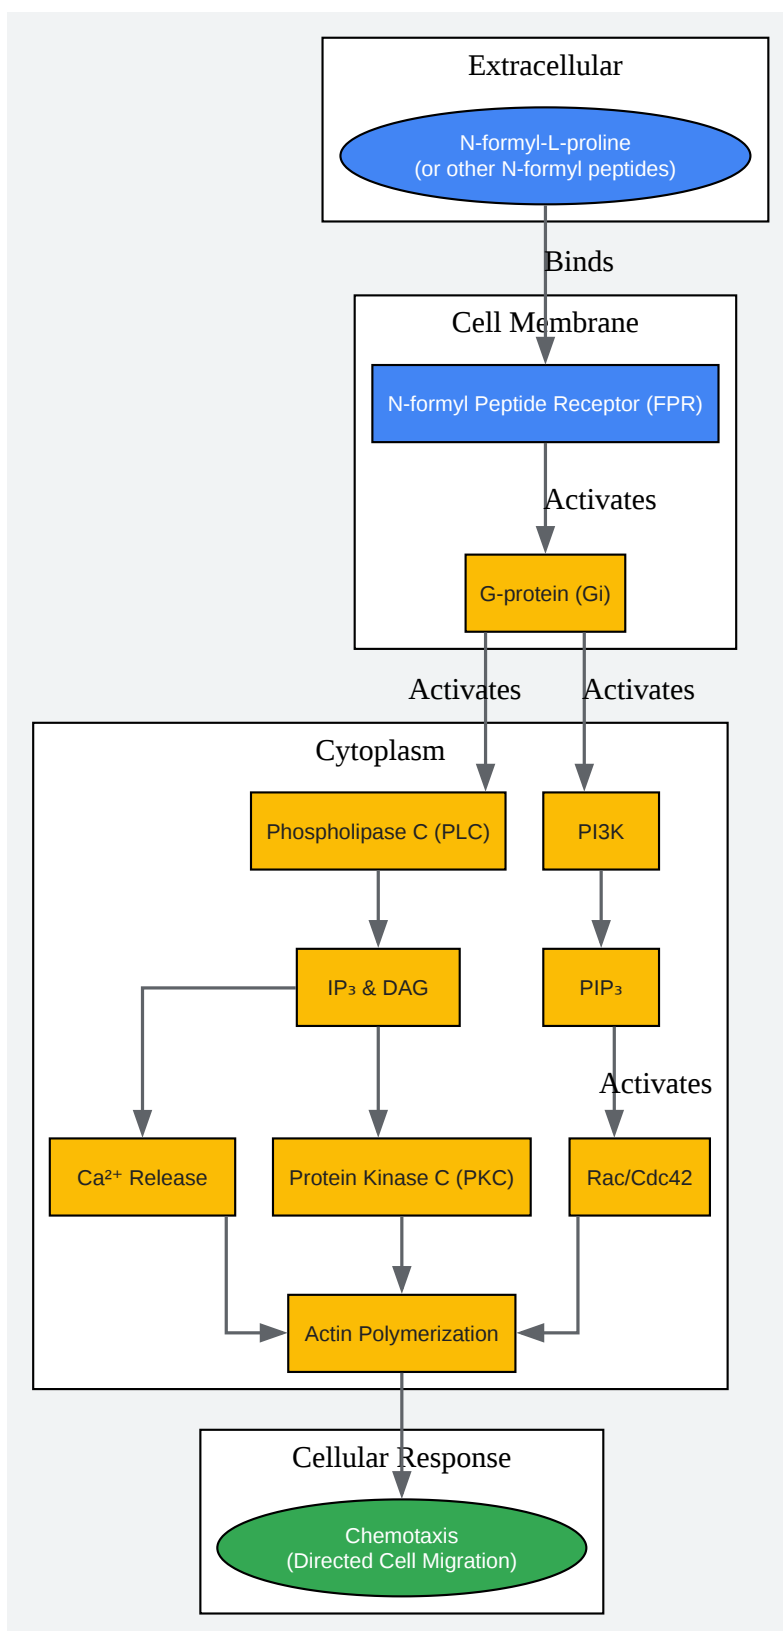 Extracellular
N-formyl-L-proline
(or other N-formyl peptides)
Binds
Cell Membrane
N-formyl Peptide Receptor (FPR)
Activates
G-protein (Gi)
Activates
Activates
Cytoplasm
Phospholipase C (PLC)
PI3K
IP₃ & DAG
PIP₃
Activates
Ca²⁺ Release
Protein Kinase C (PKC)
Rac/Cdc42
Actin Polymerization
Cellular Response
Chemotaxis
(Directed Cell Migration)